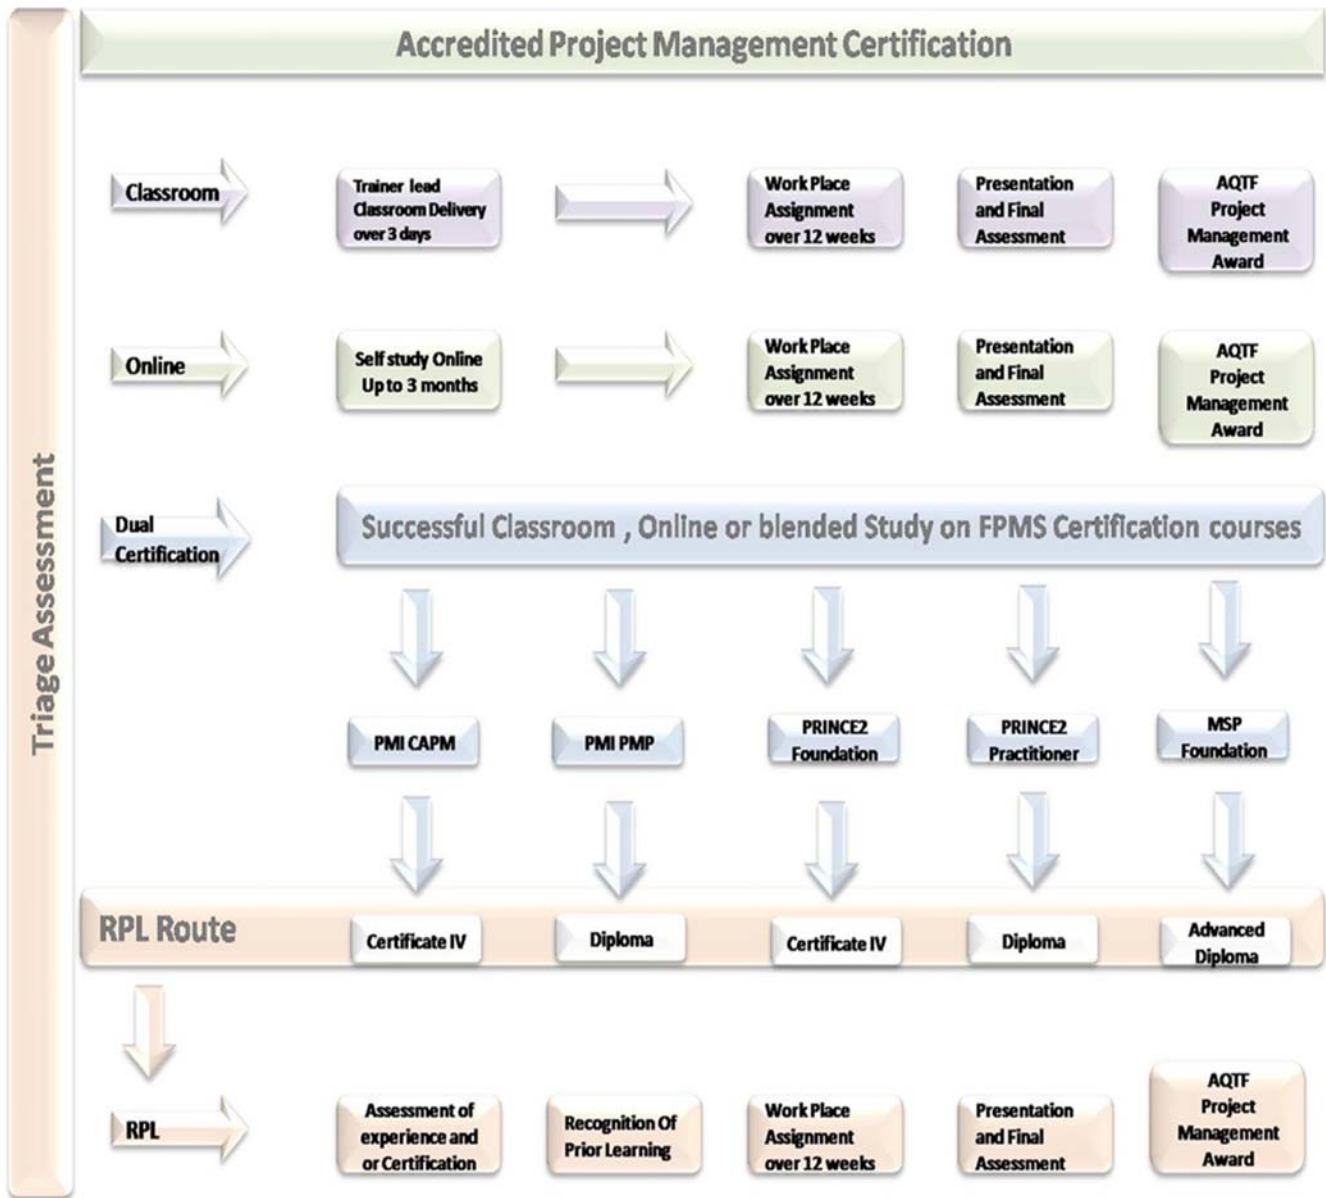 Accredited Project Management Certification
Triage Assessment
Classroom
Trainer lead
Classroom Delivery
over 3 days
Work Place
Assignment
over 12 weeks
Presentation
and Final
Assessment
AQTF
Project
Management
Award
Online
Self study Online
Up to 3 months
Work Place
Assignment
over 12 weeks
Presentation
and Final
Assessment
AQTF
Project
Management
Award
Dual
Certification
Successful Classroom , Online or blended Study on FPMS Certification courses
PMI CAPM
PMI PMP
PRINCE2
Foundation
PRINCE2
Practitioner
MSP
Foundation
RPL Route
Certificate IV
Diploma
Certificate IV
Diploma
Advanced
Diploma
RPL
Assessment of
experience and
or Certification
Recognition Of
Prior Learning
Work Place
Assignment
over 12 weeks
Presentation
and Final
Assessment
AQTF
Project
Management
Award